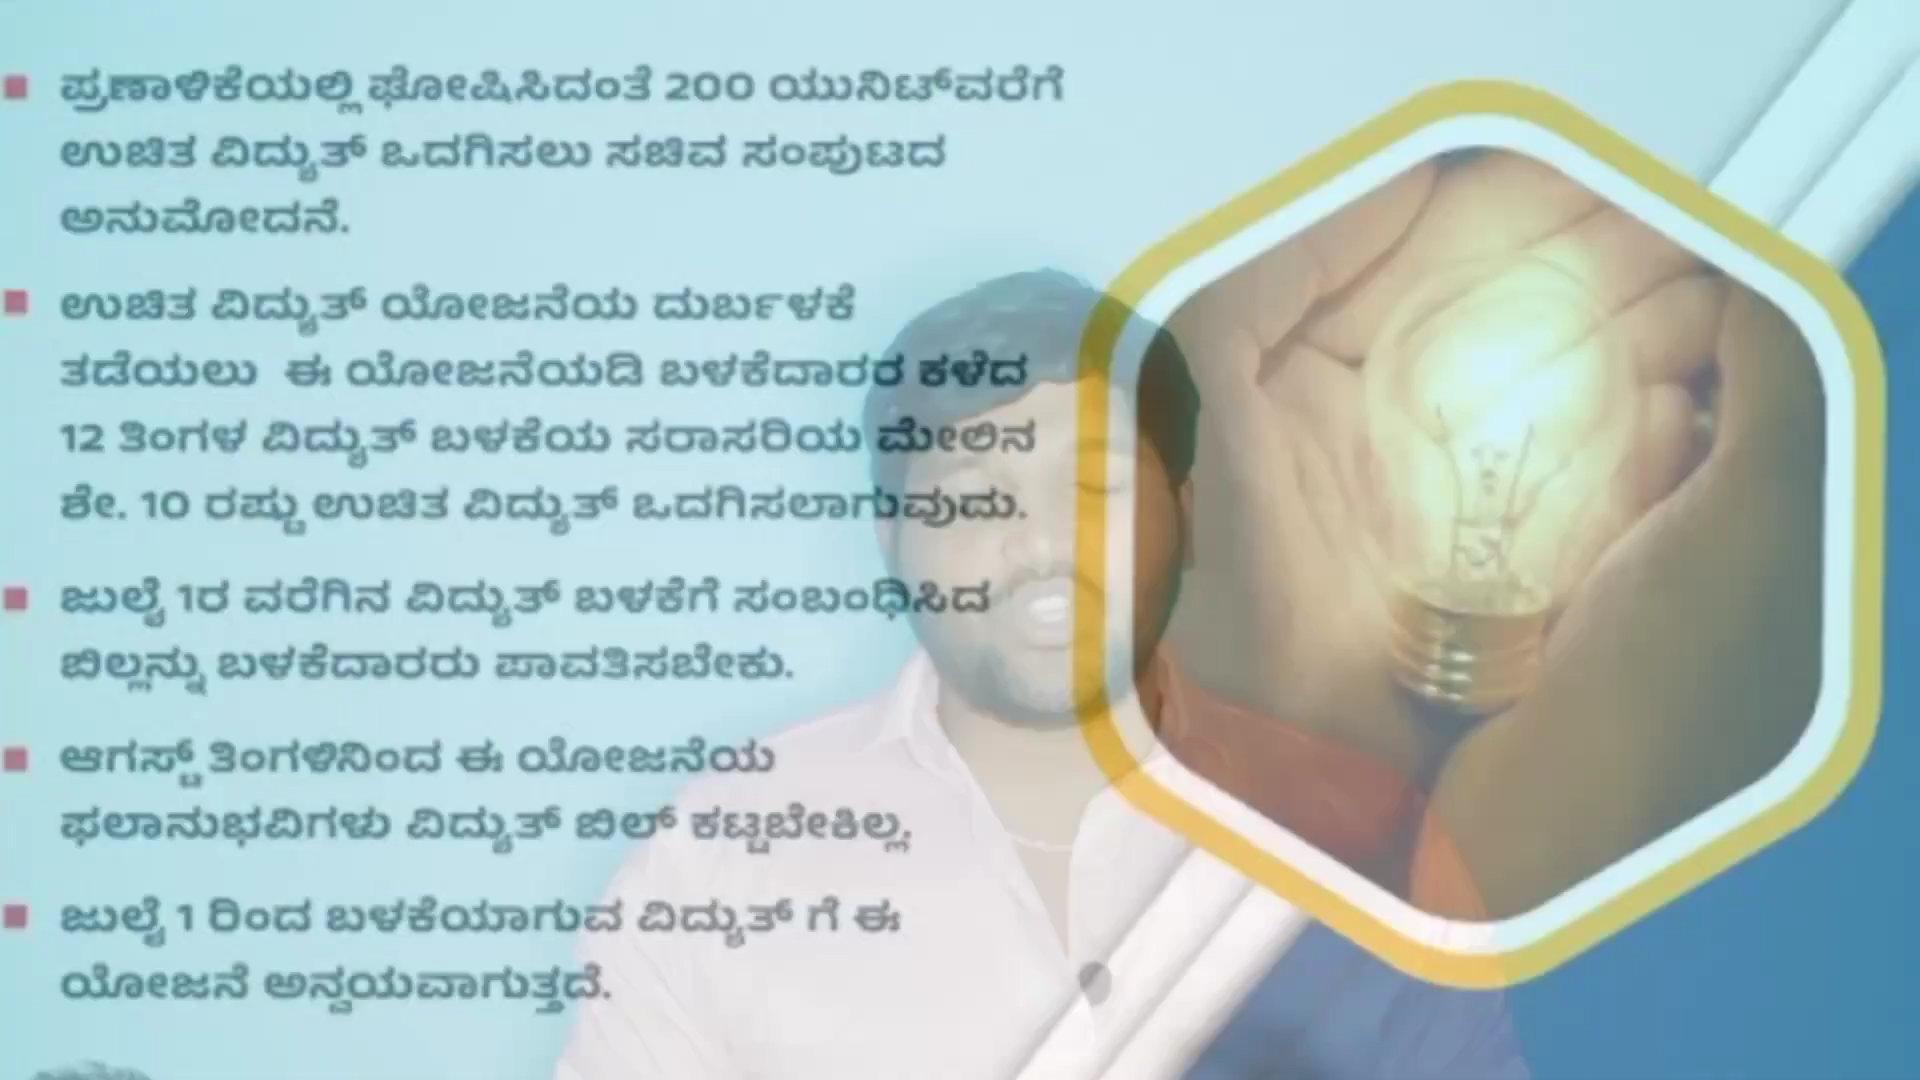 ಪ್ರಣಾಳಿಕೆಯಲ್ಲಿ ಘೋಷಿಸಿದಂತೆ 200 ಯುನಿಟ್‌ವರೆಗೆ
ಉಚಿತ ವಿದ್ಯುತ್ ಒದಗಿಸಲು ಸಚಿವ ಸಂಪುಟದ
ಅನುಮೋದನೆ.
ಉಚಿತ ವಿದ್ಯುತ್ ಯೋಜನೆಯ ದುರ್ಬಳಕೆ
ತಡೆಯಲು ಈ ಯೋಜನೆಯಡಿ ಬಳಕೆದಾರರ ಕಳೆದ
12 ತಿಂಗಳ ವಿದ್ಯುತ್ ಬಳಕೆಯ ಸರಾಸರಿಯ ಮೇಲಿನ
ಶೇ. 10 ರಷ್ಟು ಉಚಿತ ವಿದ್ಯುತ್ ಒದಗಿಸಲಾಗುವುದು.
ಜುಲೈ 1ರ ವರೆಗಿನ ವಿದ್ಯುತ್ ಬಳಕೆಗೆ ಸಂಬಂಧಿಸಿದ
ಬಿಲ್ಲನ್ನು ಬಳಕೆದಾರರು ಪಾವತಿಸಬೇಕು.
ಆಗಸ್ಟ್ ತಿಂಗಳಿನಿಂದ ಈ ಯೋಜನೆಯ
ಫಲಾನುಭವಿಗಳು ವಿದ್ಯುತ್ ಬಿಲ್ ಕಟ್ಟಬೇಕಿಲ್ಲ.
ಜುಲೈ 1 ರಿಂದ ಬಳಕೆಯಾಗುವ ವಿದ್ಯುತ್ ಗೆ ಈ
ಯೋಜನೆ ಅನ್ವಯವಾಗುತ್ತದೆ.